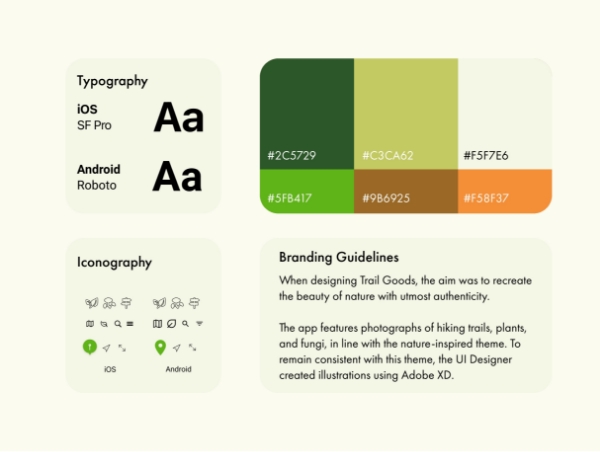 Typography
iOS
SF Pro
Aa
Android
Roboto
Aa
#2C5729
#C3CA62
#F5F7E6
#5FB417
#9B6925
#F58F37
Iconography
iOS
Android
Branding Guidelines
When designing Trail Goods, the aim was to recreate
the beauty of nature with utmost authenticity.
The app features photographs of hiking trails, plants,
and fungi, in line with the nature-inspired theme. To
remain consistent with this theme, the UI Designer
created illustrations using Adobe XD.